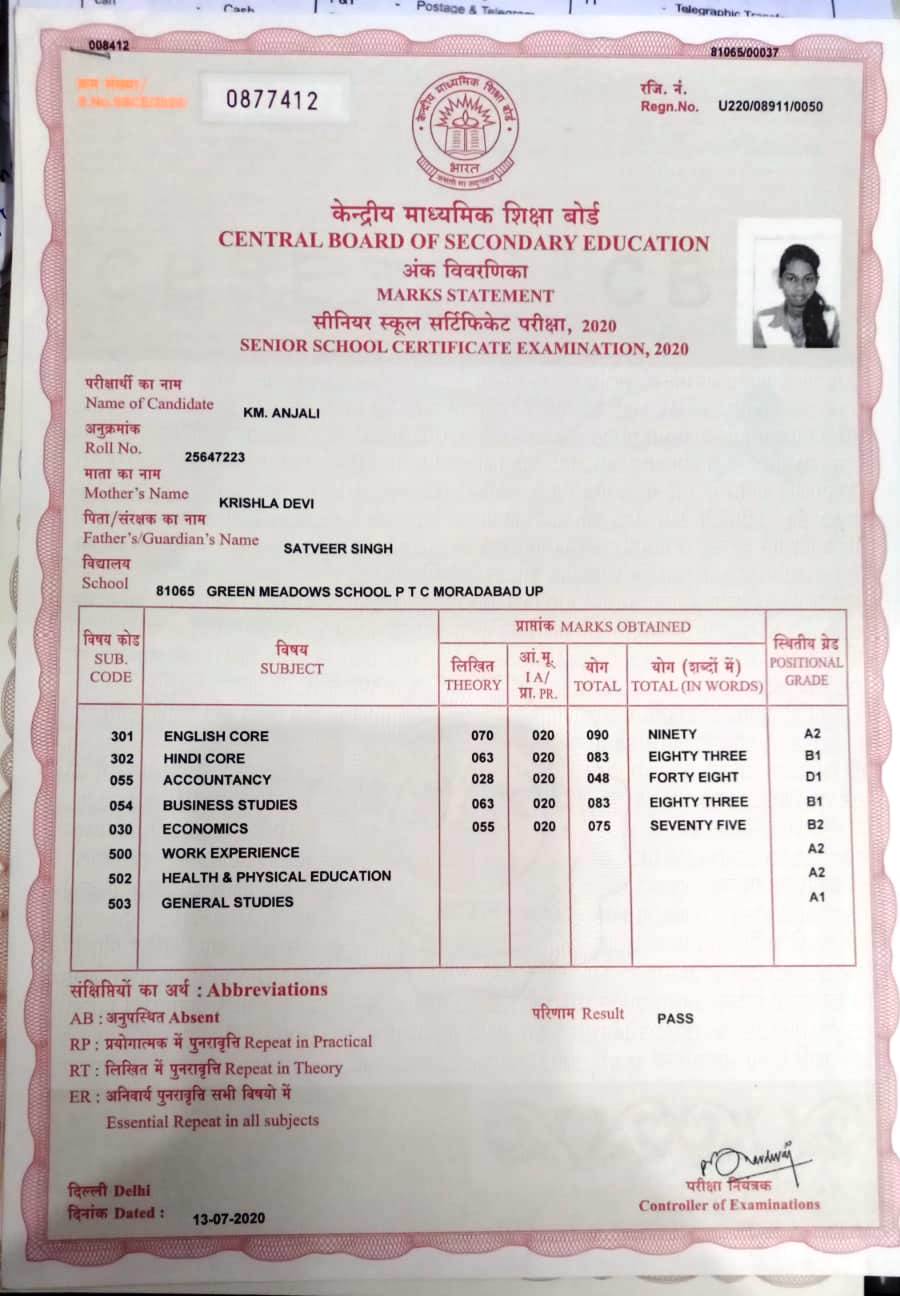 Cash
Postage & Telegram
Telegraphic
008412
81065/00037
क्रम संख्या/
0877412
रजि. नं.
Regn.No. U220/08911/0050
केन्द्रीय माध्यमिक शिक्षा बोर्ड
भारत
केन्द्रीय माध्यमिक शिक्षा बोर्ड
CENTRAL BOARD OF SECONDARY EDUCATION
अंक विवरणिका
MARKS STATEMENT
सीनियर स्कूल सर्टिफिकेट परीक्षा, 2020
SENIOR SCHOOL CERTIFICATE EXAMINATION, 2020
परीक्षार्थी का नाम
Name of Candidate KM. ANJALI
अनुक्रमांक
Roll No. 25647223
माता का नाम
Mother's Name KRISHLA DEVI
पिता/संरक्षक का नाम
Father's/Guardian's Name SATVEER SINGH
विद्यालय
School 81065 GREEN MEADOWS SCHOOL P T C MORADABAD UP
विषय कोड SUB. CODE विषय SUBJECT प्राप्तांक MARKS OBTAINED स्थितीय ग्रेड POSITIONAL GRADE
लिखित THEORY आं.मू. I A/ प्रा. PR. योग TOTAL योग (शब्दों में) TOTAL (IN WORDS)
301 ENGLISH CORE 070 020 090 NINETY A2
302 HINDI CORE 063 020 083 EIGHTY THREE B1
055 ACCOUNTANCY 028 020 048 FORTY EIGHT D1
054 BUSINESS STUDIES 063 020 083 EIGHTY THREE B1
030 ECONOMICS 055 020 075 SEVENTY FIVE B2
500 WORK EXPERIENCE A2
502 HEALTH & PHYSICAL EDUCATION A2
503 GENERAL STUDIES A1
संक्षिप्तियों का अर्थ : Abbreviations
AB : अनुपस्थित Absent
परिणाम Result PASS
RP : प्रयोगात्मक में पुनरावृत्ति Repeat in Practical
RT : लिखित में पुनरावृत्ति Repeat in Theory
ER : अनिवार्य पुनरावृत्ति सभी विषयो में
Essential Repeat in all subjects
परीक्षा नियंत्रक
Controller of Examinations
दिल्ली Delhi
दिनांक Dated : 13-07-2020